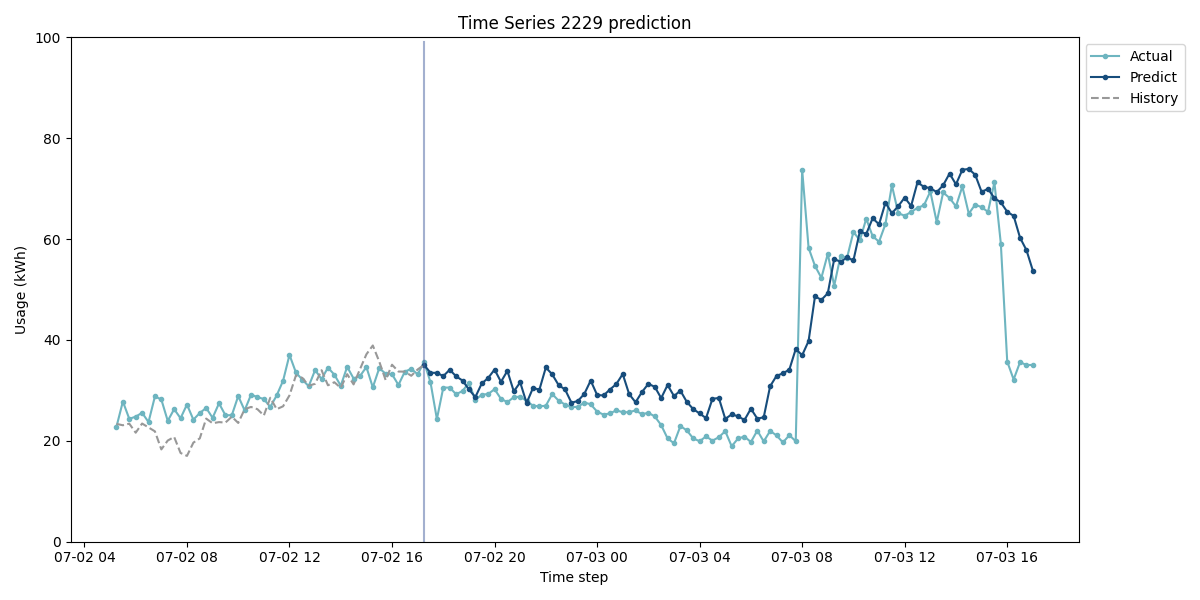 Time Series 2229 prediction
Usage (kWh)
100
80
60
40
20
0
07-02 04
07-02 08
07-02 12
07-02 16
07-02 20
07-03 00
07-03 04
07-03 08
07-03 12
07-03 16
Time step
Actual
Predict
History